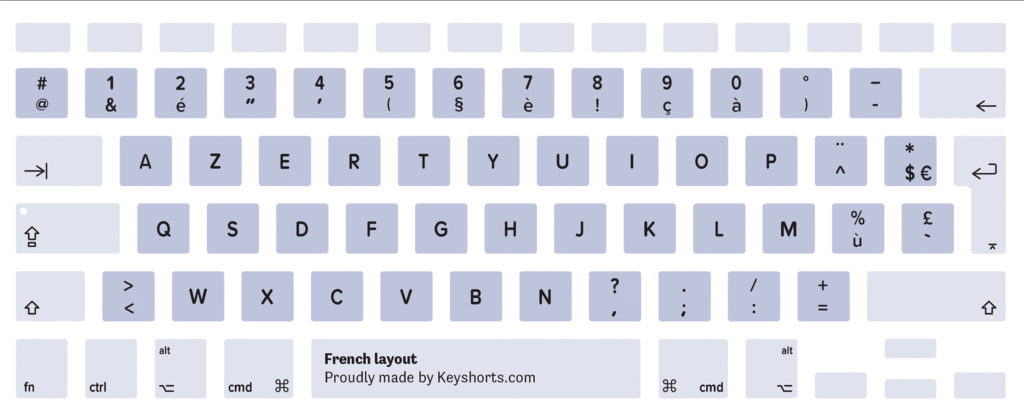 # 1 2 3 4 5 6 7 8 9 0 ° –
@ & é ” ’ ( § è ! ç à ) - ←
→| A Z E R T Y U I O P ¨ *
^ $ €
Q S D F G H J K L M % £
ù `
> W X C V B N ? . / +
< , ; : =
alt alt
fn ctrl ⌥ cmd ⌘ ⌘ cmd ⌥
French layout
Proudly made by Keyshorts.com